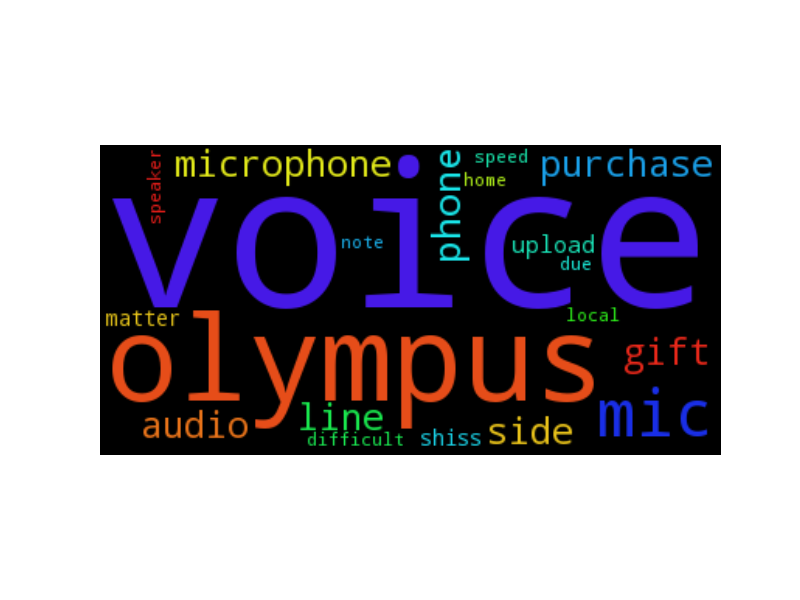 speaker
microphone
phone
speed
purchase
home
voice
note
upload
due
matter
local
olympus
gift
mic
audio
line
side
difficult
shiss